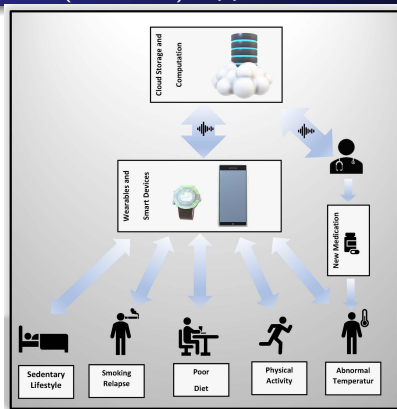 Cloud Storage and
Computation
Wearables and
Smart Devices
New Medication
Sedentary
Lifestyle
Smoking
Relapse
Poor
Diet
Physical
Activity
Abnormal
Temperatur